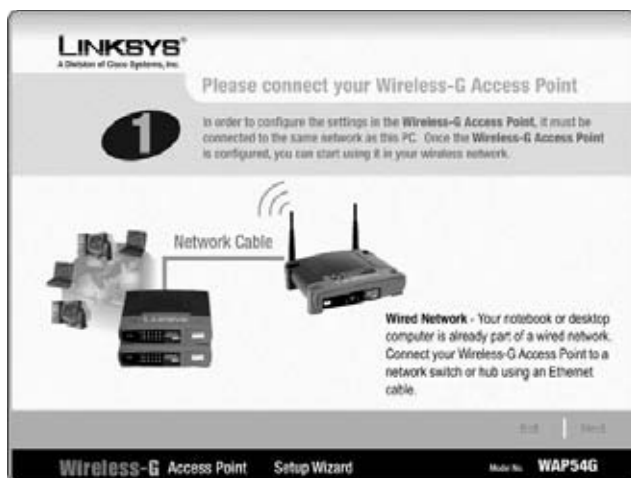 LINKSYS®
A Division of Cisco Systems, Inc.
Please connect your Wireless-G Access Point
1
In order to configure the settings in the Wireless-G Access Point, it must be
connected to the same network as this PC. Once the Wireless-G Access Point
is configured, you can start using it in your wireless network.
Network Cable
Wired Network - Your notebook or desktop
computer is already part of a wired network.
Connect your Wireless-G Access Point to a
network switch or hub using an Ethernet
cable.
Exit Next
Wireless-G Access Point Setup Wizard Model No. WAP54G